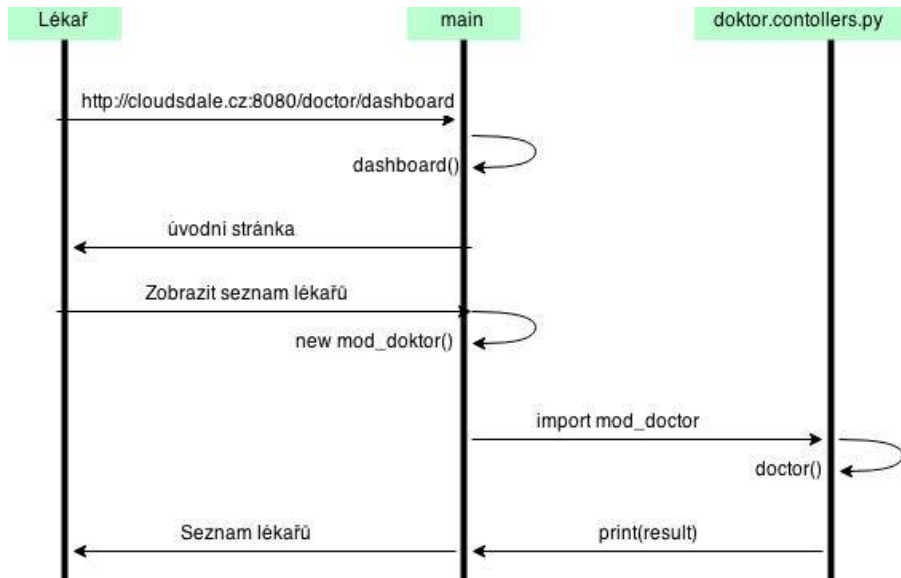 Lékař
main
doktor.contollers.py
http://cloudsdale.cz:8080/doctor/dashboard
dashboard()
úvodní stránka
Zobrazit seznam lékařů
new mod_doktor()
import mod_doctor
doctor()
Seznam lékařů
print(result)